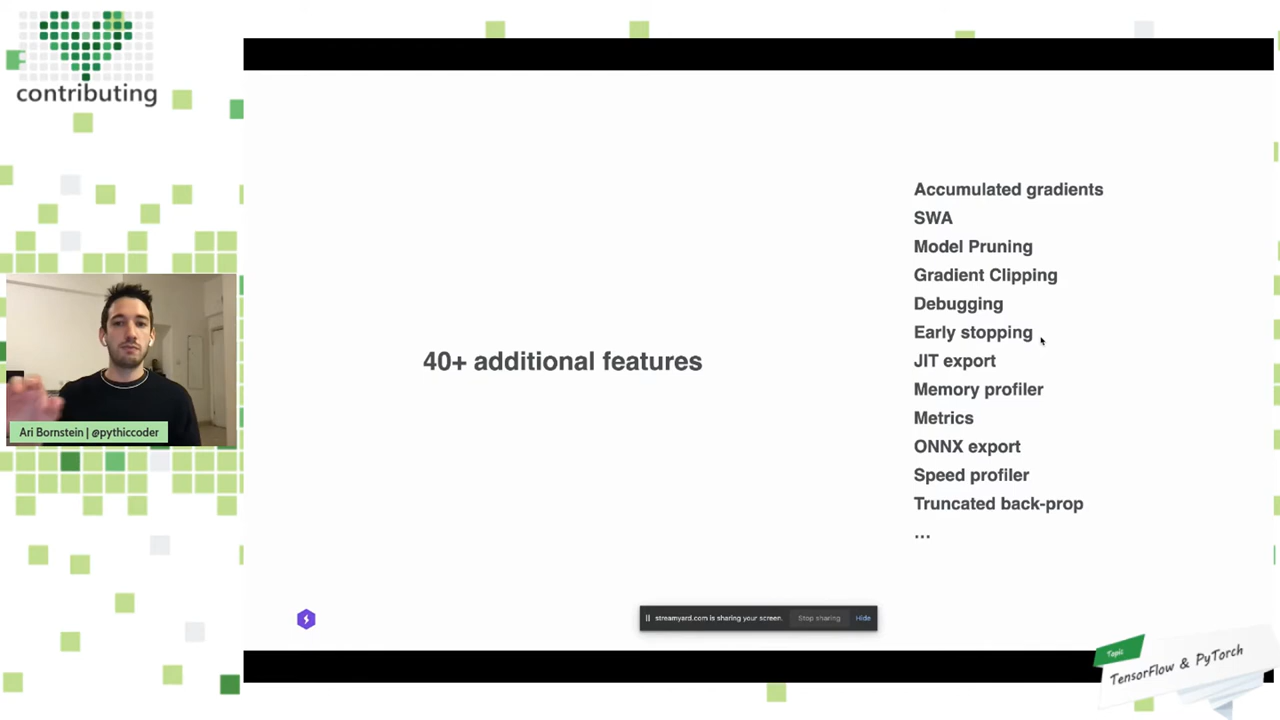 contributing
Ari Bornstein | @pythiccoder
40+ additional features
Accumulated gradients
SWA
Model Pruning
Gradient Clipping
Debugging
Early stopping
JIT export
Memory profiler
Metrics
ONNX export
Speed profiler
Truncated back-prop
...
streamyard.com is sharing your screen. Stop sharing Hide
Topic
TensorFlow & PyTorch